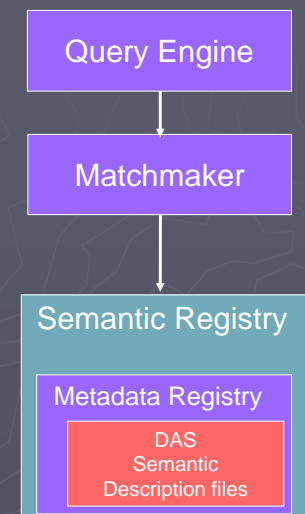 Query Engine
Matchmaker
Semantic Registry
Metadata Registry
DAS
Semantic
Description files